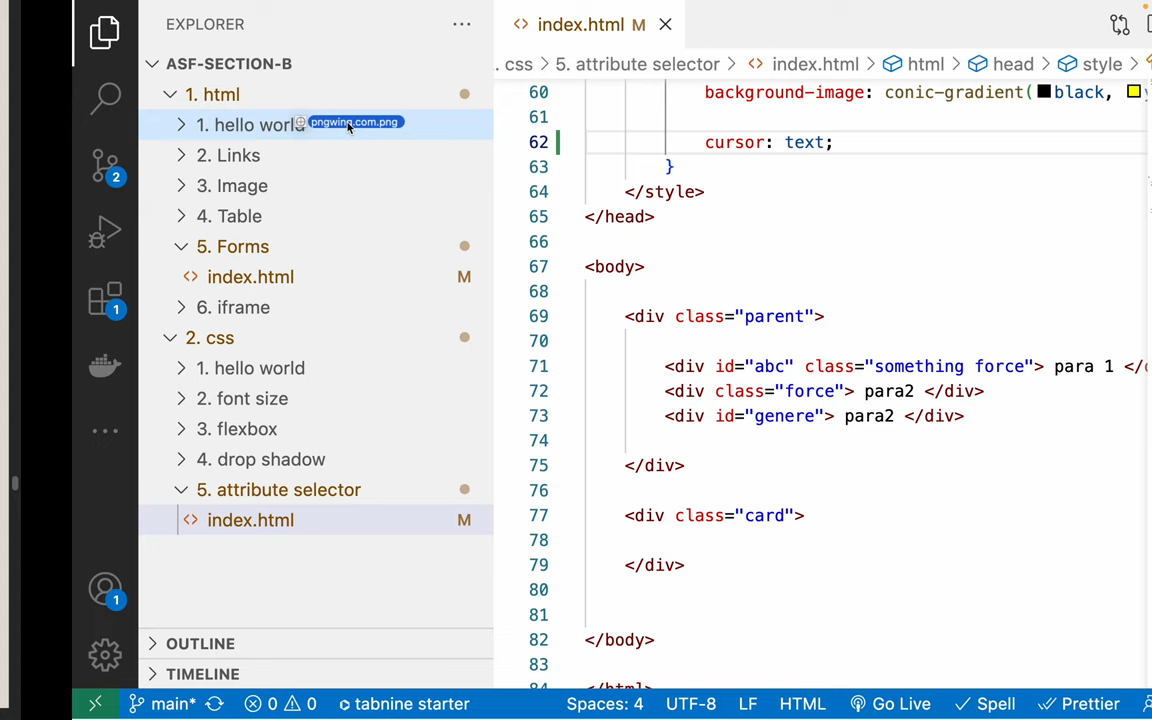 EXPLORER
ASF-SECTION-B
1. html
1. hello world
pngwing.com.png
2. Links
3. Image
4. Table
5. Forms
index.html M
6. iframe
2. css
1. hello world
2. font size
3. flexbox
4. drop shadow
5. attribute selector
index.html M
OUTLINE
TIMELINE
2
1
1
index.html M
. css > 5. attribute selector > index.html > html > head > style >
60 background-image: conic-gradient(black,
61
62 cursor: text;
63 }
64 </style>
65 </head>
66
67 <body>
68
69 <div class="parent">
70
71 <div id="abc" class="something force"> para 1 </
72 <div class="force"> para2 </div>
73 <div id="genere"> para2 </div>
74
75 </div>
76
77 <div class="card">
78
79 </div>
80
81
82 </body>
83
84 </html>
main* 0 0 tabnine starter Spaces: 4 UTF-8 LF HTML Go Live Spell Prettier